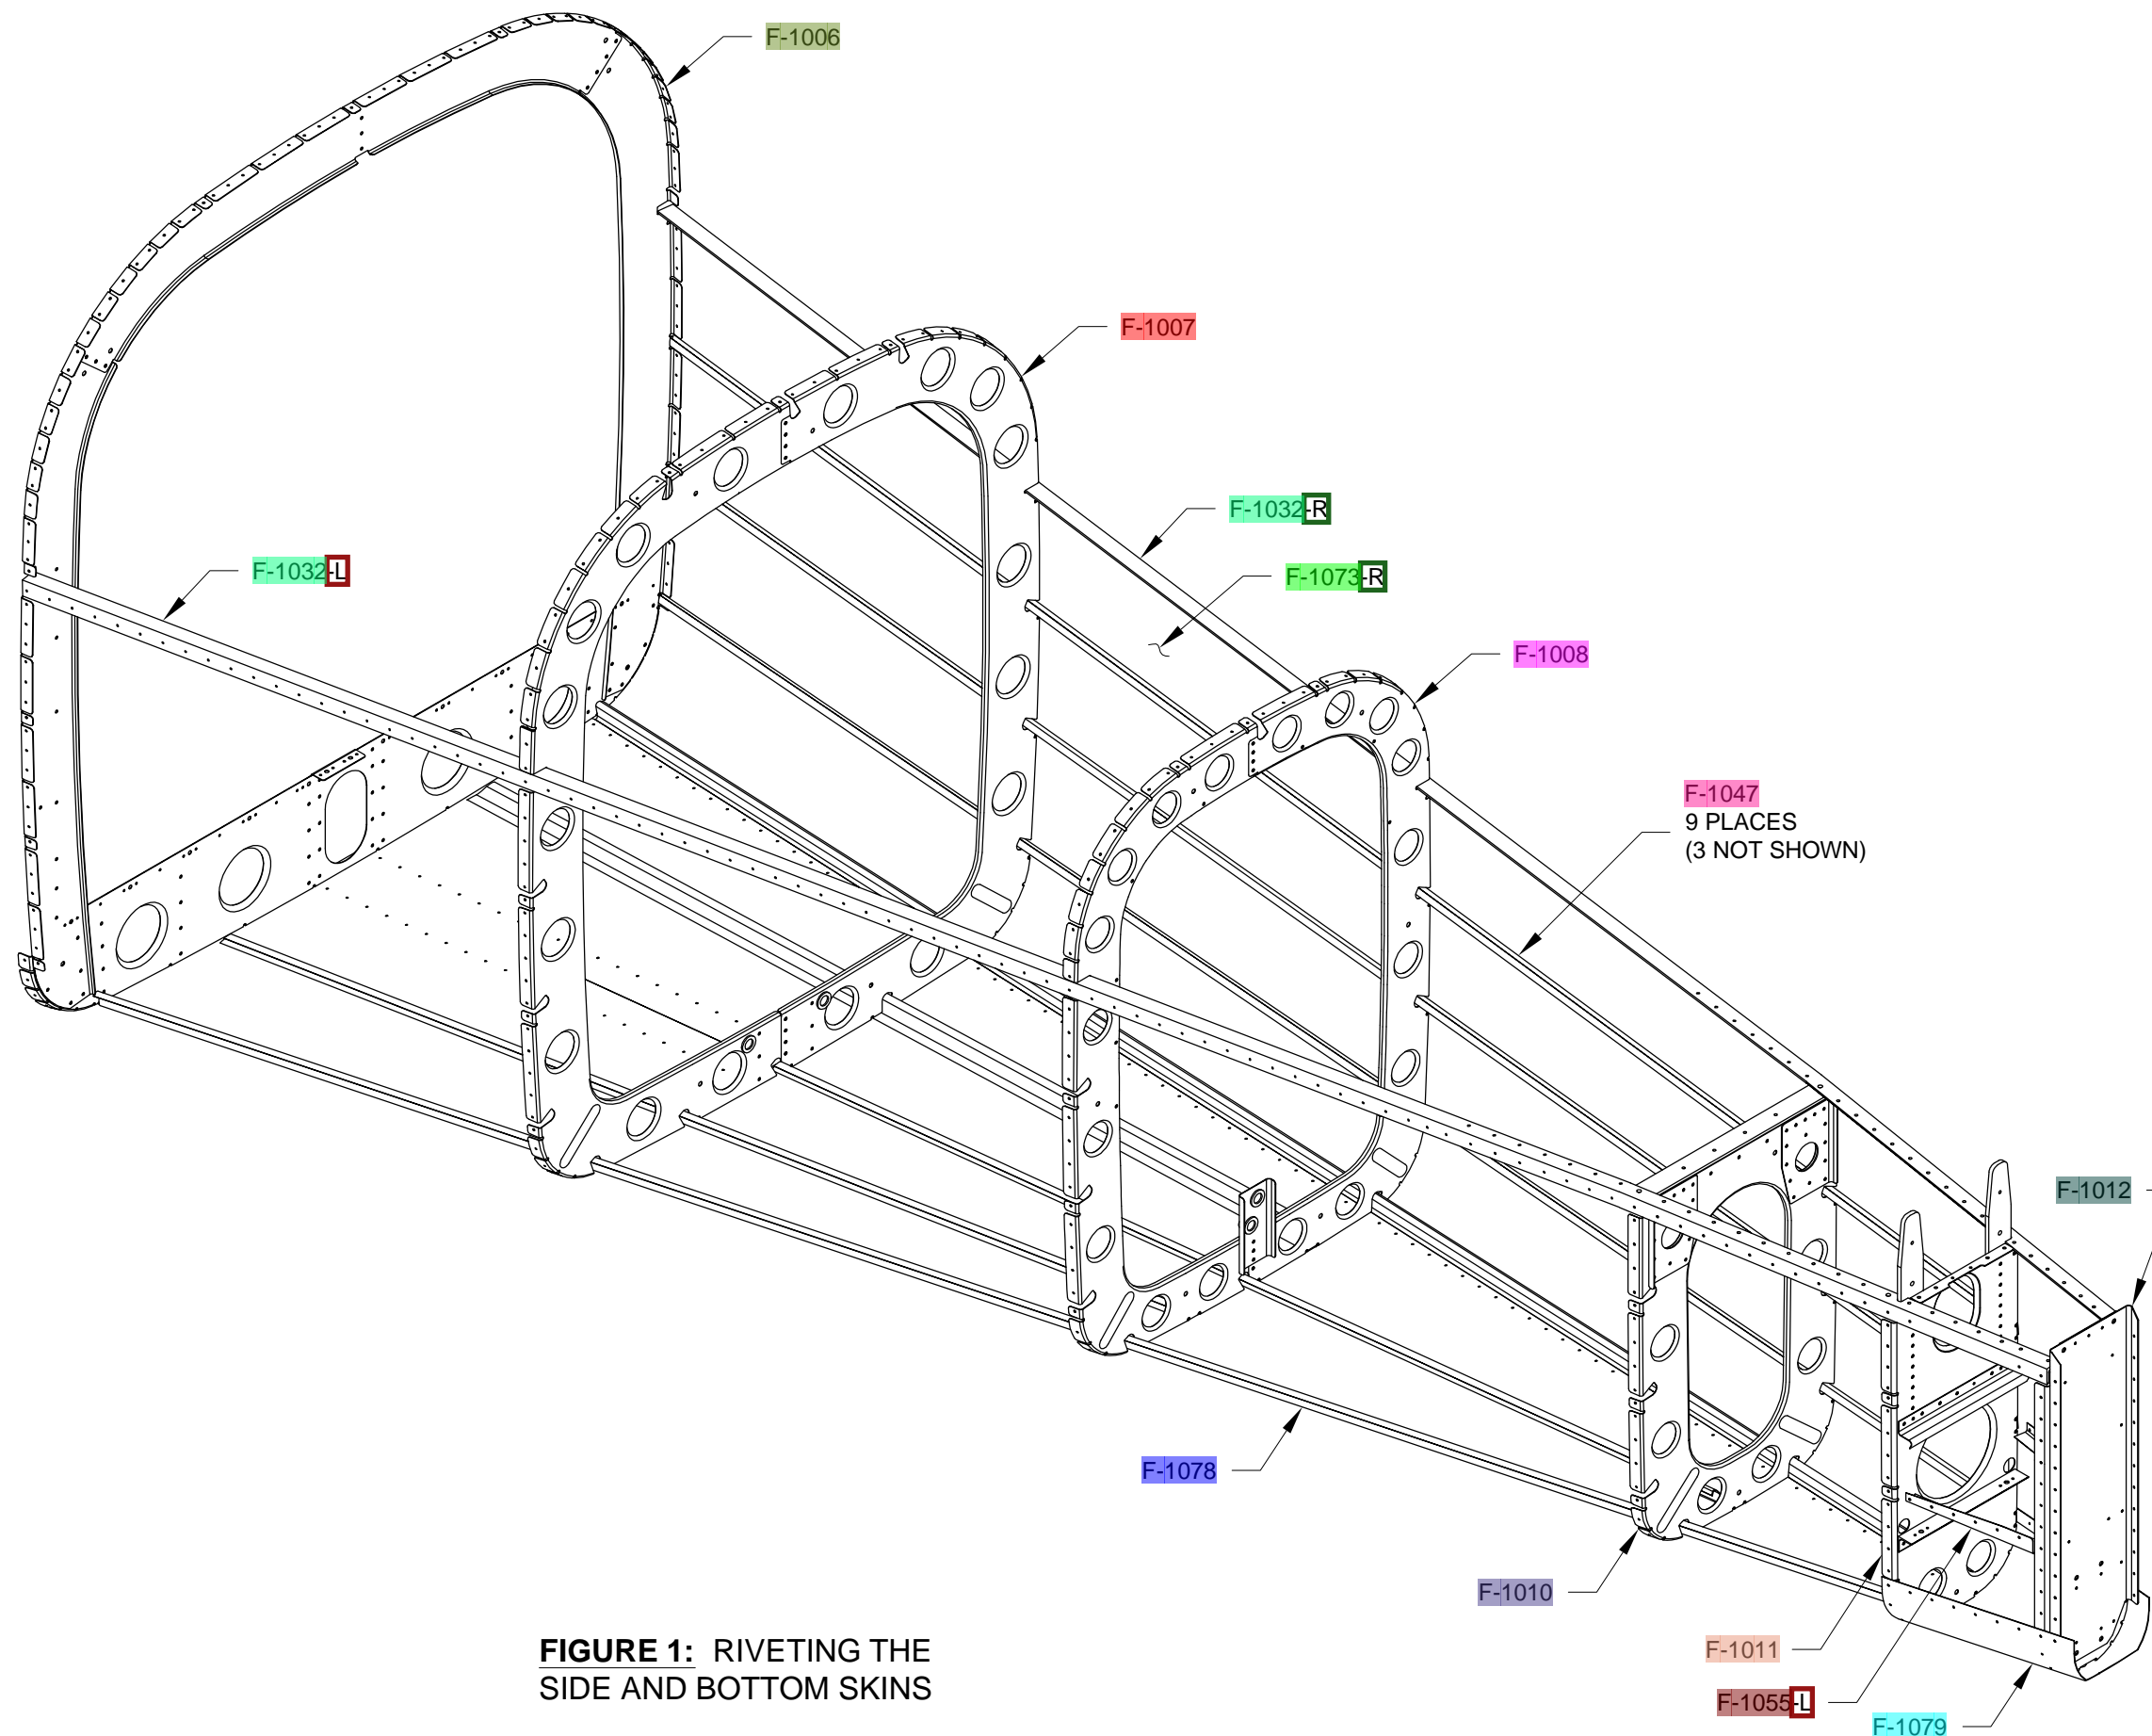 F-1006
F-1007
F-1032-R
F-1032-L
F-1073-R
F-1008
F-1047
9 PLACES
(3 NOT SHOWN)
F-1012
F-1078
F-1010
F-1011
F-1055-L
F-1079
FIGURE 1: RIVETING THE
SIDE AND BOTTOM SKINS